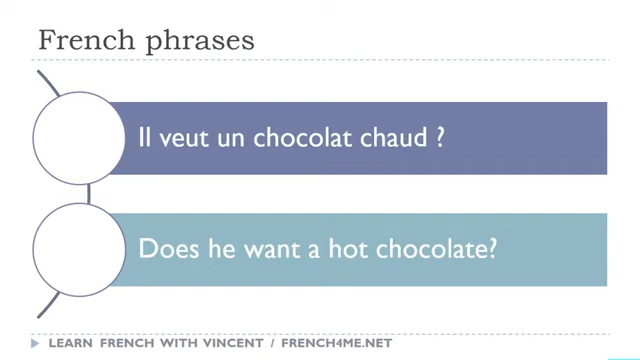 French phrases
Il veut un chocolat chaud ?
Does he want a hot chocolate?
LEARN FRENCH WITH VINCENT / FRENCH4ME.NET